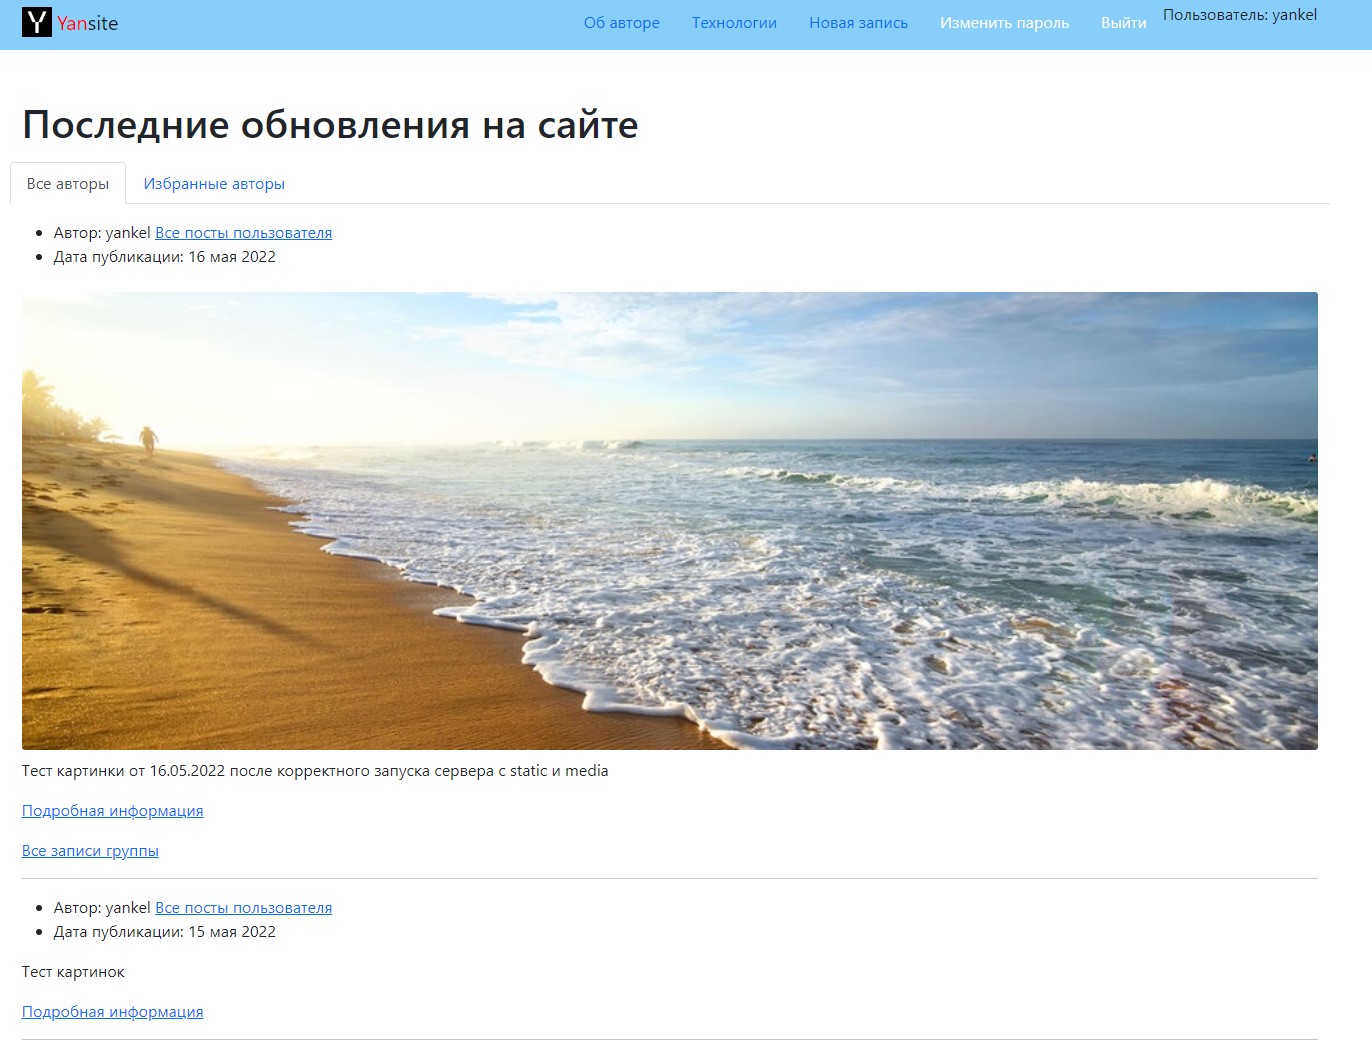 Y Yansite Об авторе Технологии Новая запись Изменить пароль Выйти Пользователь: yankel
Последние обновления на сайте
Все авторы Избранные авторы
Автор: yankel Все посты пользователя
Дата публикации: 16 мая 2022
Тест картинки от 16.05.2022 после корректного запуска сервера с static и media
Подробная информация
Все записи группы
Автор: yankel Все посты пользователя
Дата публикации: 15 мая 2022
Тест картинок
Подробная информация